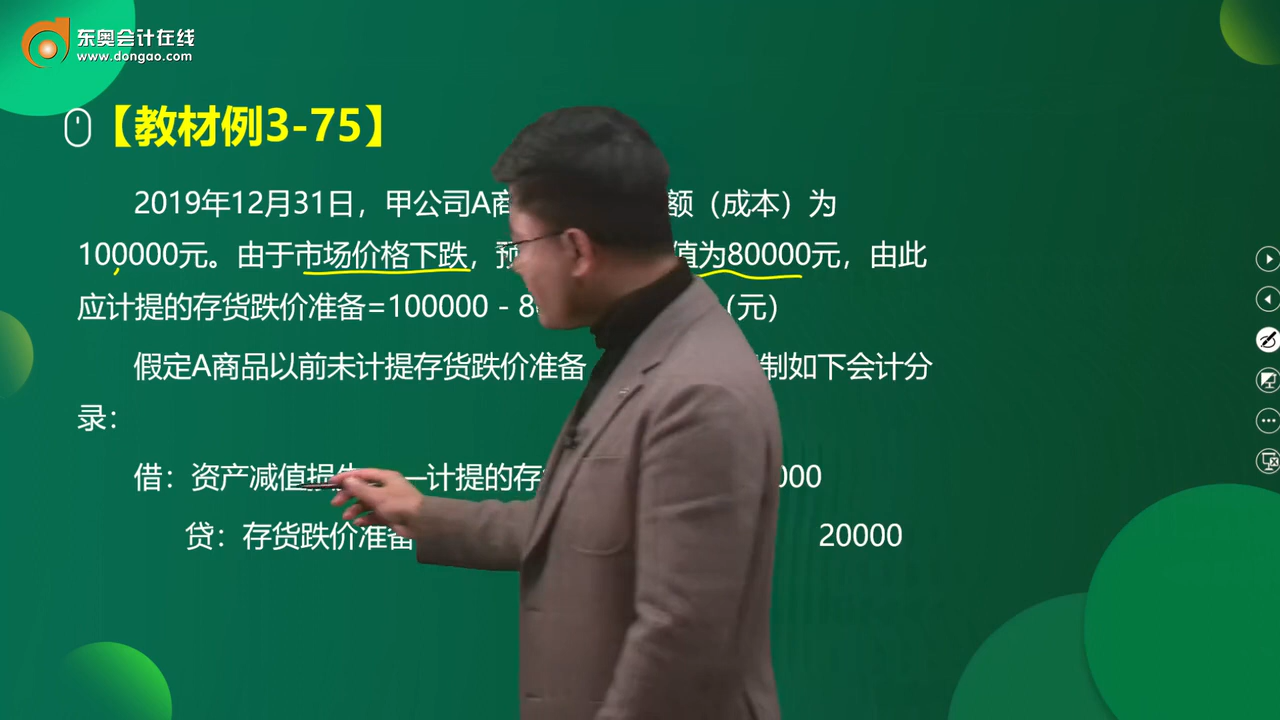 东奥会计在线
www.dongao.com
【教材例3-75】
2019年12月31日，甲公司A商 额（成本）为
100000元。由于市场价格下跌，预 值为80000元，由此
应计提的存货跌价准备=100000 - 8 （元）
假定A商品以前未计提存货跌价准备 制如下会计分
录：
借：资产减值损失—计提的存 000
贷：存货跌价准备 20000